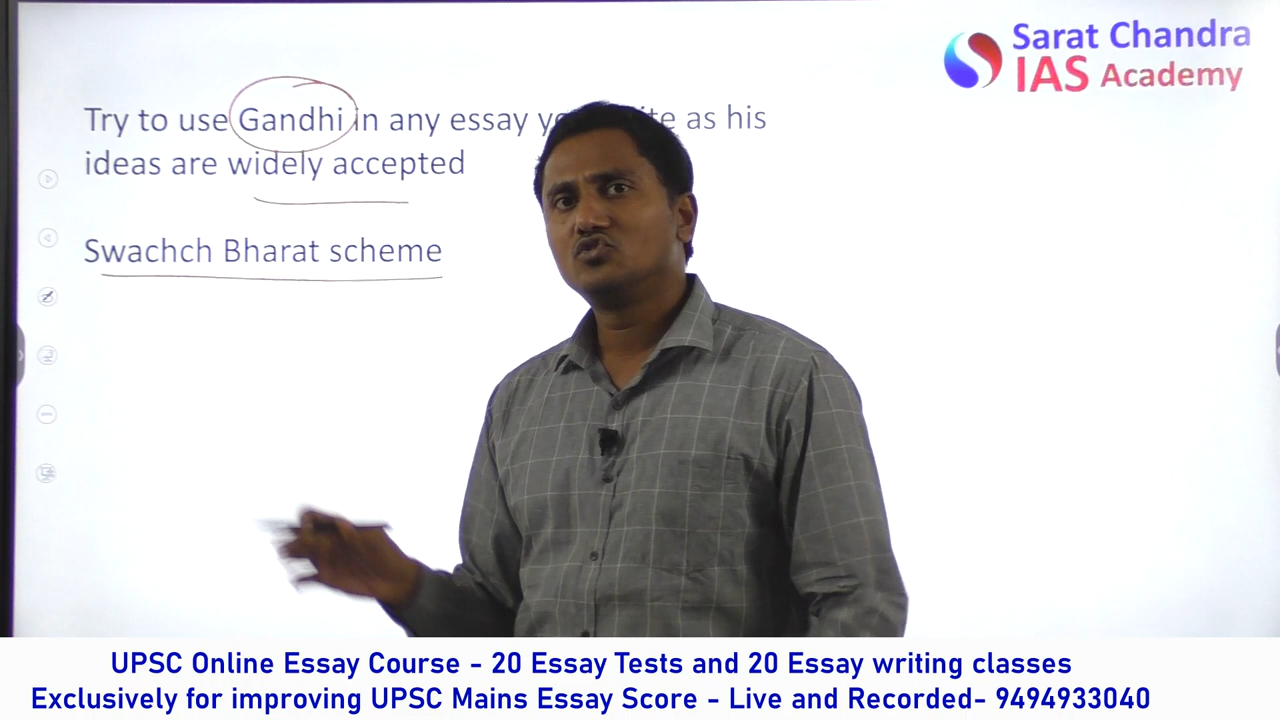 Sarat Chandra
IAS Academy
Try to use Gandhi in any essay as his
ideas are widely accepted
Swachch Bharat scheme
UPSC Online Essay Course - 20 Essay Tests and 20 Essay writing classes
Exclusively for improving UPSC Mains Essay Score - Live and Recorded- 9494933040